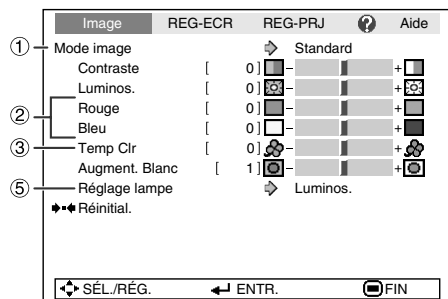 Image REG-ECR REG-PRJ ? Aide
① Mode image Standard
Contraste [ 0] - +
Luminos. [ 0] - +
② Rouge [ 0] - +
Bleu [ 0] - +
③ Temp Clr [ 0] - +
Augment. Blanc [ 1] - +
⑤ Réglage lampe Luminos.
Réinitial.
SÉL./RÉG. ENTR. FIN